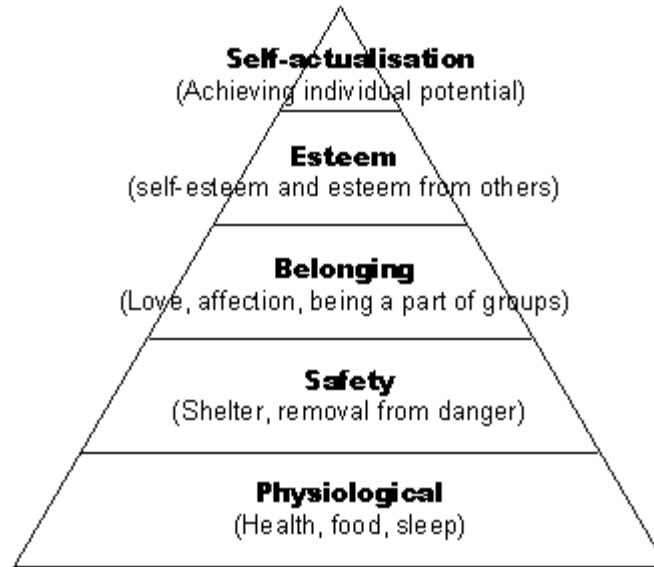 Self-actualisation
(Achieving individual potential)
Esteem
(self-esteem and esteem from others)
Belonging
(Love, affection, being a part of groups)
Safety
(Shelter, removal from danger)
Physiological
(Health, food, sleep)